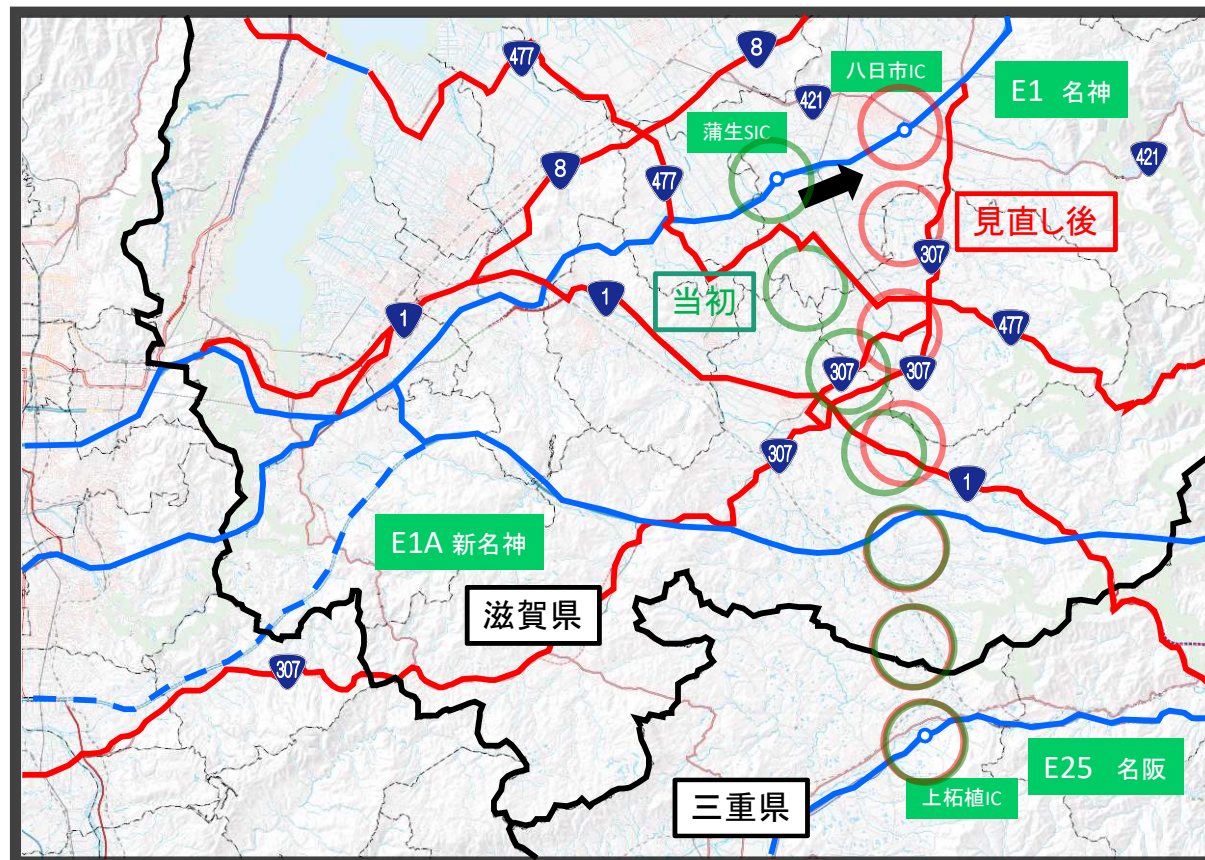 477
8
八日市IC
421
E1 名神
蒲生SIC
8
477
421
見直し後
307
当初
1
1
477
307
307
307
1
E1A 新名神
滋賀県
307
E25 名阪
上柘植IC
三重県